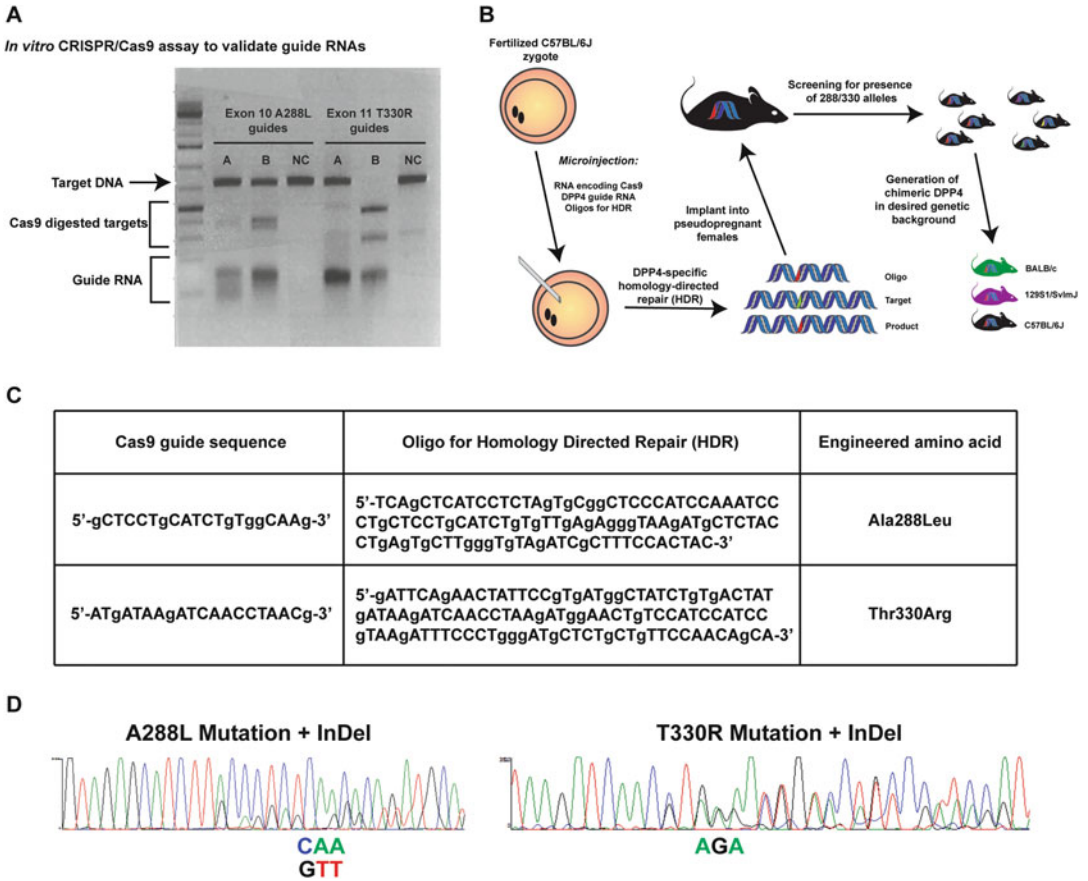 A
In vitro CRISPR/Cas9 assay to validate guide RNAs
Exon 10 A288L
guides
Exon 11 T330R
guides
A
B
NC
A
B
NC
Target DNA
Cas9 digested targets
Guide RNA
B
Fertilized C57BL/6J
zygote
Microinjection:
RNA encoding Cas9
DPP4 guide RNA
Oligos for HDR
DPP4-specific
homology-directed
repair (HDR)
Oligo
Target
Product
Implant into
pseudopregnant
females
Screening for presence
of 288/330 alleles
Generation of
chimeric DPP4
in desired genetic
background
BALB/c
129S1/SvlmJ
C57BL/6J
C
Cas9 guide sequence
Oligo for Homology Directed Repair (HDR)
Engineered amino acid
5'-gCTCCTgCATCTgTggCAAg-3'
5'-TCAgCTCATCCTCTAgTgCggCTCCCATCCAAATCC
CTgCTCCTgCATCTgTgTTgAgAgggTAAgATgCTCTAC
CTgAgTgCTTgggTgTAgATCgCTTTCCACTAC-3'
Ala288Leu
5'-ATgATAAgATCAACCTAACg-3'
5'-gATTCAgAACTATTCCgTgATggCTATCTgTgACTAT
gATAAgATCAACCTAAgATggAACTgTCCATCCATCC
gTAAgATTTCCCTgggATgCTCTgCTgTTCCAACAgCA-3'
Thr330Arg
D
A288L Mutation + InDel
CAA
GTT
T330R Mutation + InDel
AGA